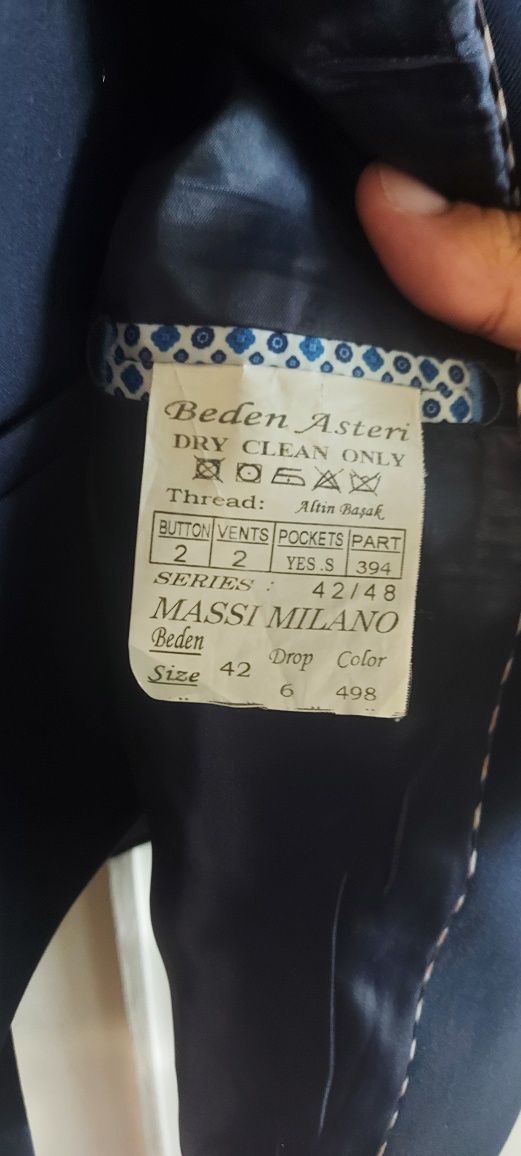 Beden Asteri
DRY CLEAN ONLY
Thread: Altin Başak
BUTTON VENTS POCKETS PART
2 2 YES .S 394
SERIES : 42/48
MASSI MILANO
Beden
Size 42 Drop 6 Color 498